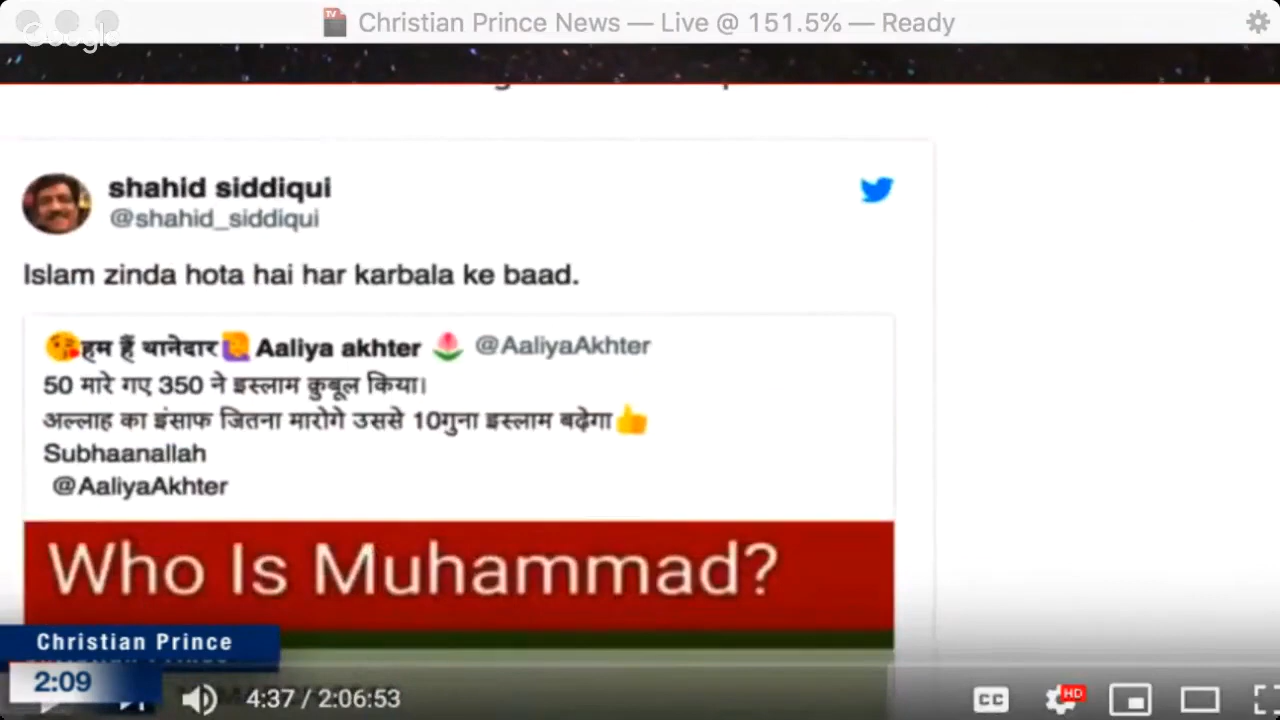 Christian Prince News — Live @ 151.5% — Ready
Google
shahid siddiqui
@shahid_siddiqui
Islam zinda hota hai har karbala ke baad.
😘हम हैं थानेदार🙋 Aaliya akhter 🌷 @AaliyaAkhter
50 मारे गए 350 ने इस्लाम क़ुबूल किया।
अल्लाह का इंसाफ जितना मारोगे उससे 10गुना इस्लाम बढ़ेगा👍
Subhaanallah
@AaliyaAkhter
Who Is Muhammad?
Christian Prince
2:09
4:37 / 2:06:53
CC
HD